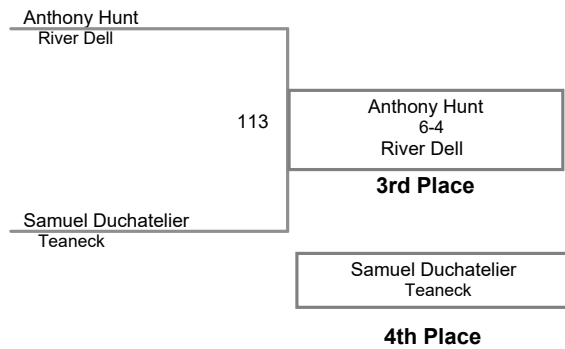 Anthony Hunt
River Dell
113
Anthony Hunt
6-4
River Dell
3rd Place
Samuel Duchatelier
Teaneck
Samuel Duchatelier
Teaneck
4th Place